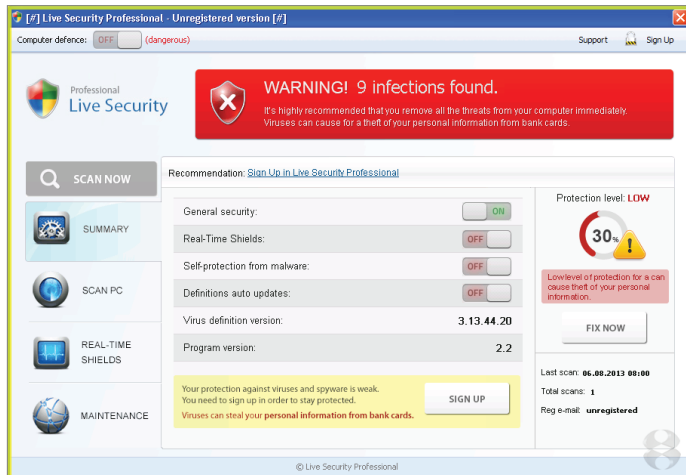 [#] Live Security Professional - Unregistered version [#]
Computer defence: OFF (dangerous) Support Sign Up
Professional
Live Security
WARNING! 9 infections found.
It's highly recommended that you remove all the threats from your computer immediately.
Viruses can cause for a theft of your personal information from bank cards.
SCAN NOW
SUMMARY
SCAN PC
REAL-TIME
SHIELDS
MAINTENANCE
Recommendation: Sign Up in Live Security Professional
General security: ON
Real-Time Shields: OFF
Self-protection from malware: OFF
Definitions auto updates: OFF
Virus definition version: 3.13.44.20
Program version: 2.2
Your protection against viruses and spyware is weak.
You need to sign up in order to stay protected.
Viruses can steal your personal information from bank cards.
SIGN UP
Protection level: LOW
30%
Low level of protection for a can
cause theft of your personal
information.
FIX NOW
Last scan: 06.08.2013 08:00
Total scans: 1
Reg e-mail: unregistered
© Live Security Professional